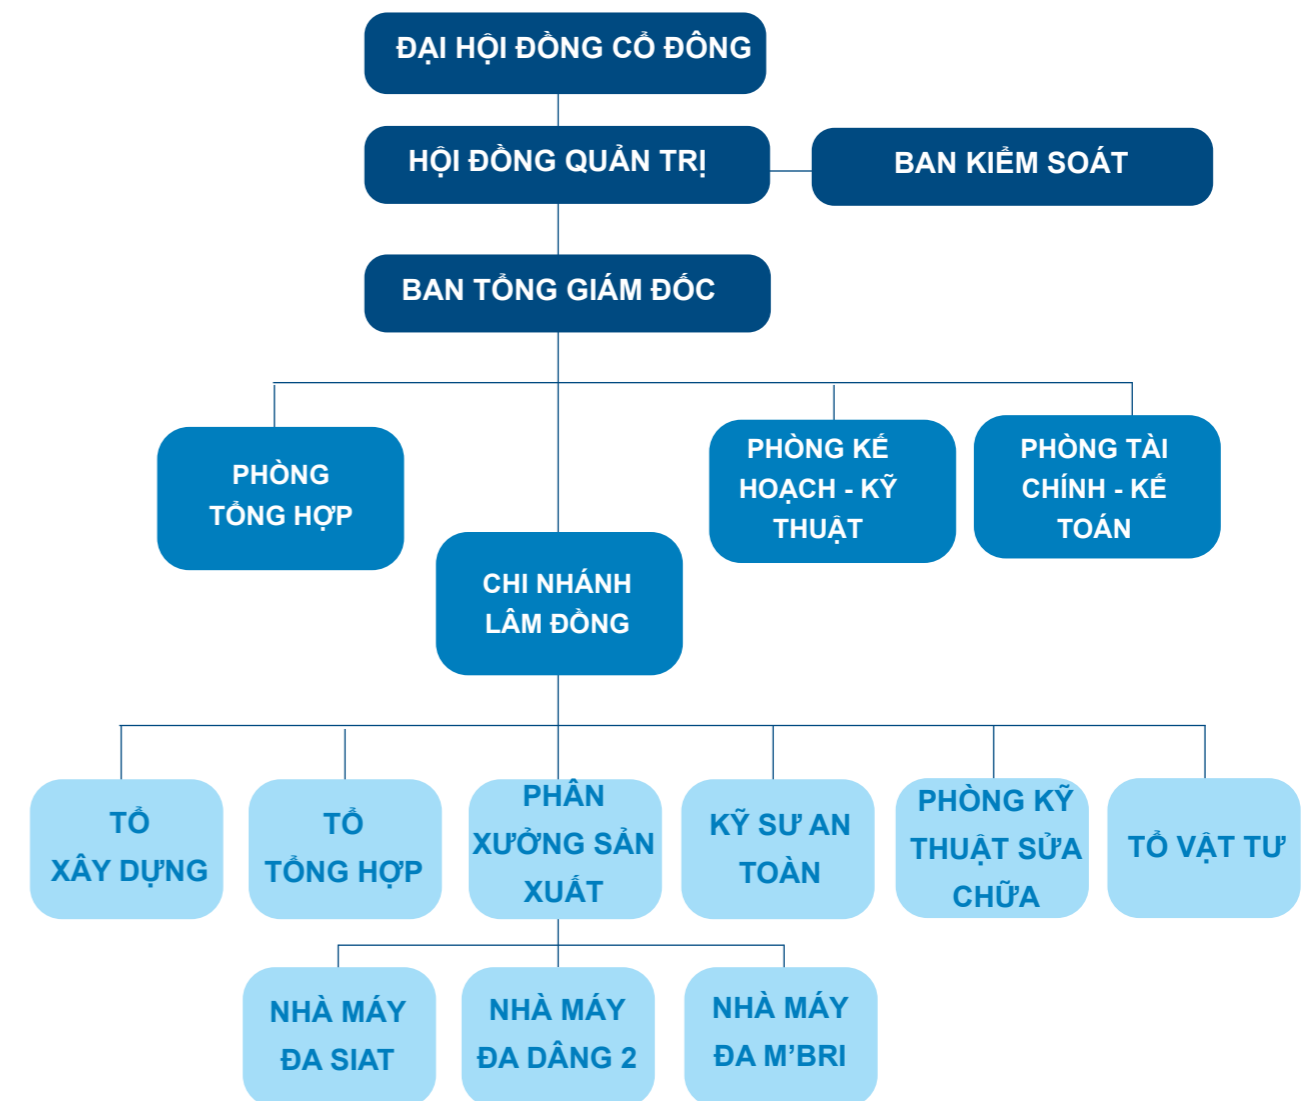 ĐẠI HỘI ĐỒNG CỔ ĐÔNG
HỘI ĐỒNG QUẢN TRỊ
BAN KIỂM SOÁT
BAN TỔNG GIÁM ĐỐC
PHÒNG
TỔNG HỢP
PHÒNG KẾ
HOẠCH - KỸ
THUẬT
PHÒNG TÀI
CHÍNH - KẾ
TOÁN
CHI NHÁNH
LÂM ĐỒNG
TỔ
XÂY DỰNG
TỔ
TỔNG HỢP
PHÂN
XƯỞNG SẢN
XUẤT
KỸ SƯ AN
TOÀN
PHÒNG KỸ
THUẬT SỬA
CHỮA
TỔ VẬT TƯ
NHÀ MÁY
ĐA SIAT
NHÀ MÁY
ĐA DÂNG 2
NHÀ MÁY
ĐA M’BRI